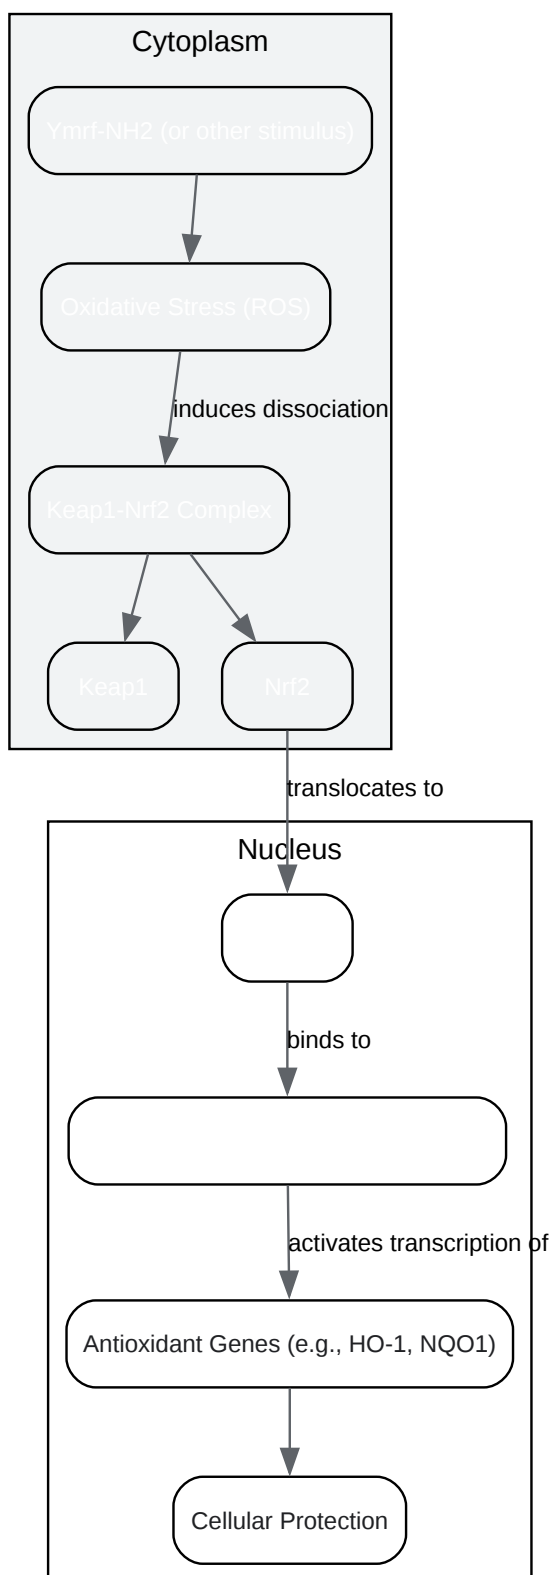 Cytoplasm
Ymrf-NH2 (or other stimulus)
Oxidative Stress (ROS)
induces dissociation
Keap1-Nrf2 Complex
Keap1
Nrf2
translocates to
Nucleus
binds to
activates transcription of
Antioxidant Genes (e.g., HO-1, NQO1)
Cellular Protection